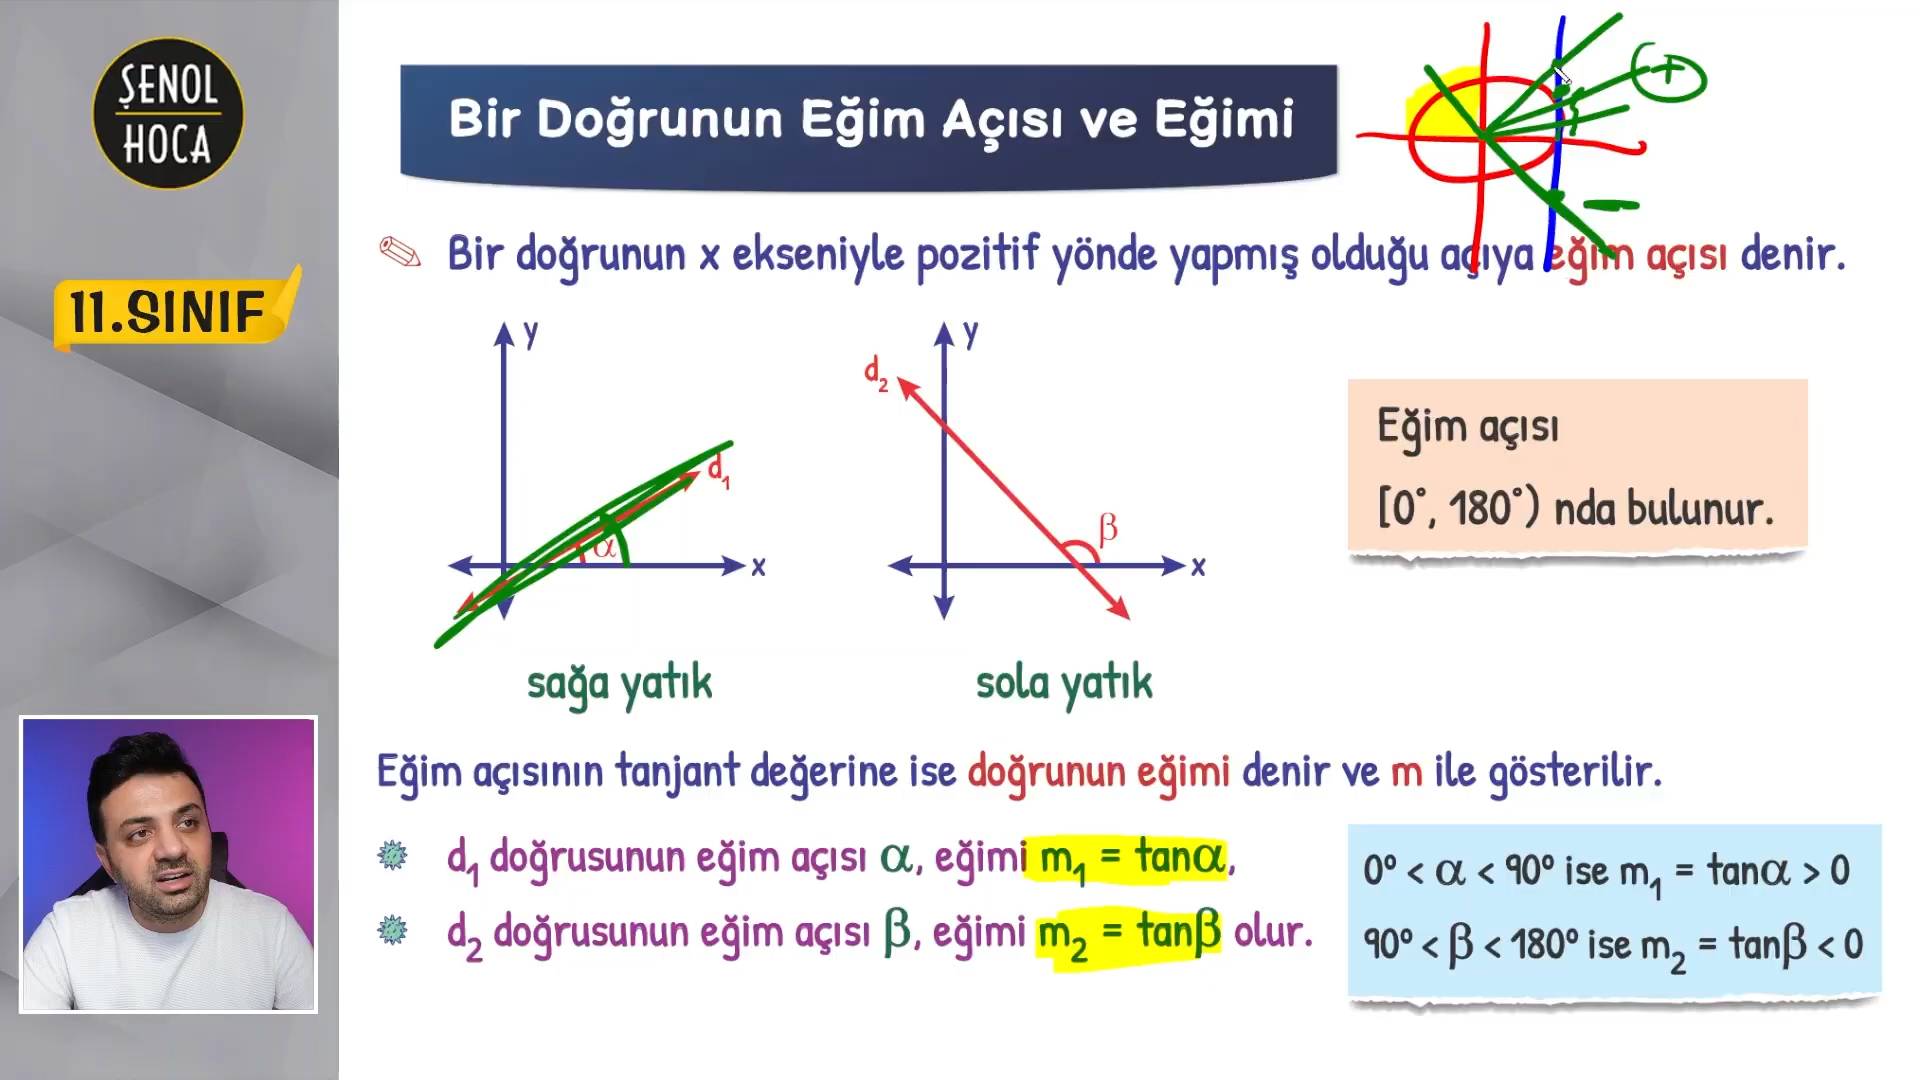 ŞENOL
HOCA
11.SINIF
Bir Doğrunun Eğim Açısı ve Eğimi
+
−
Bir doğrunun x ekseniyle pozitif yönde yapmış olduğu açıya eğim açısı denir.
y
d₁
α
x
sağa yatık
y
d₂
β
x
sola yatık
Eğim açısı
[0°, 180°) nda bulunur.
Eğim açısının tanjant değerine ise doğrunun eğimi denir ve m ile gösterilir.
d₁ doğrusunun eğim açısı α, eğimi m₁ = tanα,
d₂ doğrusunun eğim açısı β, eğimi m₂ = tanβ olur.
0° < α < 90° ise m₁ = tanα > 0
90° < β < 180° ise m₂ = tanβ < 0